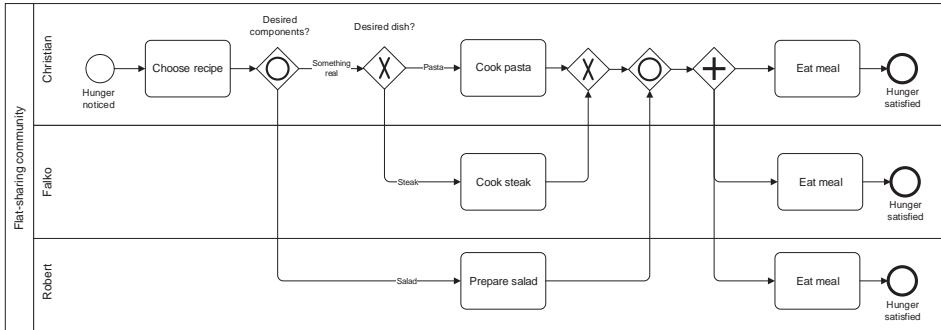 Flat-sharing community
Christian
Hunger
noticed
Choose recipe
Desired
components?
Something
real
Desired dish?
Pasta
Cook pasta
Eat meal
Hunger
satisfied
Falko
Steak
Cook steak
Eat meal
Hunger
satisfied
Robert
Salad
Prepare salad
Eat meal
Hunger
satisfied